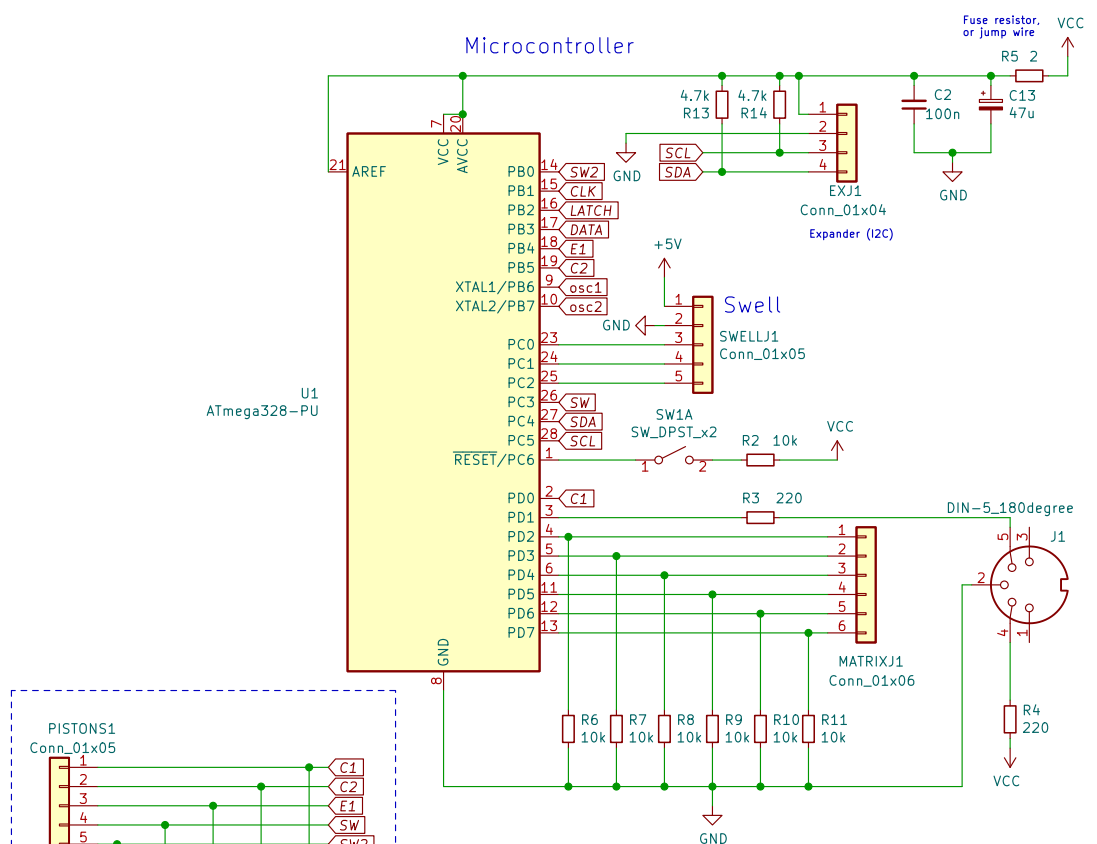 Microcontroller
Fuse resistor,
or jump wire
VCC
R5 2
4.7k
R13
4.7k
R14
C2
100n
+
C13
47u
7
20
VCC
AVCC
21
AREF
1
2
3
4
SCL
SDA
GND
EXJ1
Conn_01x04
Expander (I2C)
GND
PB0 14 SW2
PB1 15 CLK
PB2 16 LATCH
PB3 17 DATA
PB4 18 E1
PB5 19 C2
XTAL1/PB6 9 osc1
XTAL2/PB7 10 osc2
+5V
Swell
GND
1
2
3
4
5
SWELLJ1
Conn_01x05
PC0 23
PC1 24
PC2 25
PC3 26 SW
PC4 27 SDA
PC5 28 SCL
RESET/PC6 1
U1
ATmega328-PU
SW1A
SW_DPST_x2
1
2
R2 10k
VCC
PD0 2 C1
PD1 3
PD2 4
PD3 5
PD4 6
PD5 11
PD6 12
PD7 13
R3 220
DIN-5_180degree
J1
5
3
2
4
1
1
2
3
4
5
6
MATRIXJ1
Conn_01x06
GND
8
R6
10k
R7
10k
R8
10k
R9
10k
R10
10k
R11
10k
R4
220
VCC
GND
PISTONS1
Conn_01x05
1 C1
2 C2
3 E1
4 SW
5 SW2